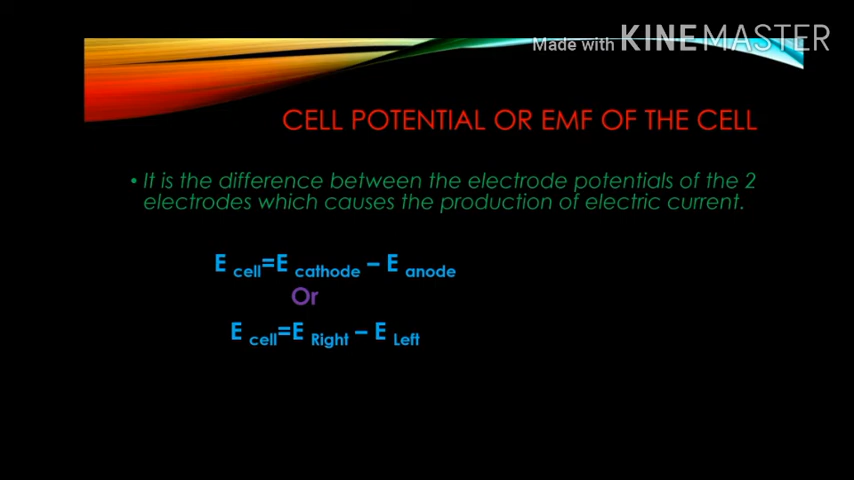 Made with KINEMASTER
CELL POTENTIAL OR EMF OF THE CELL
• It is the difference between the electrode potentials of the 2
electrodes which causes the production of electric current.
E cell=E cathode – E anode
Or
E cell=E Right – E Left